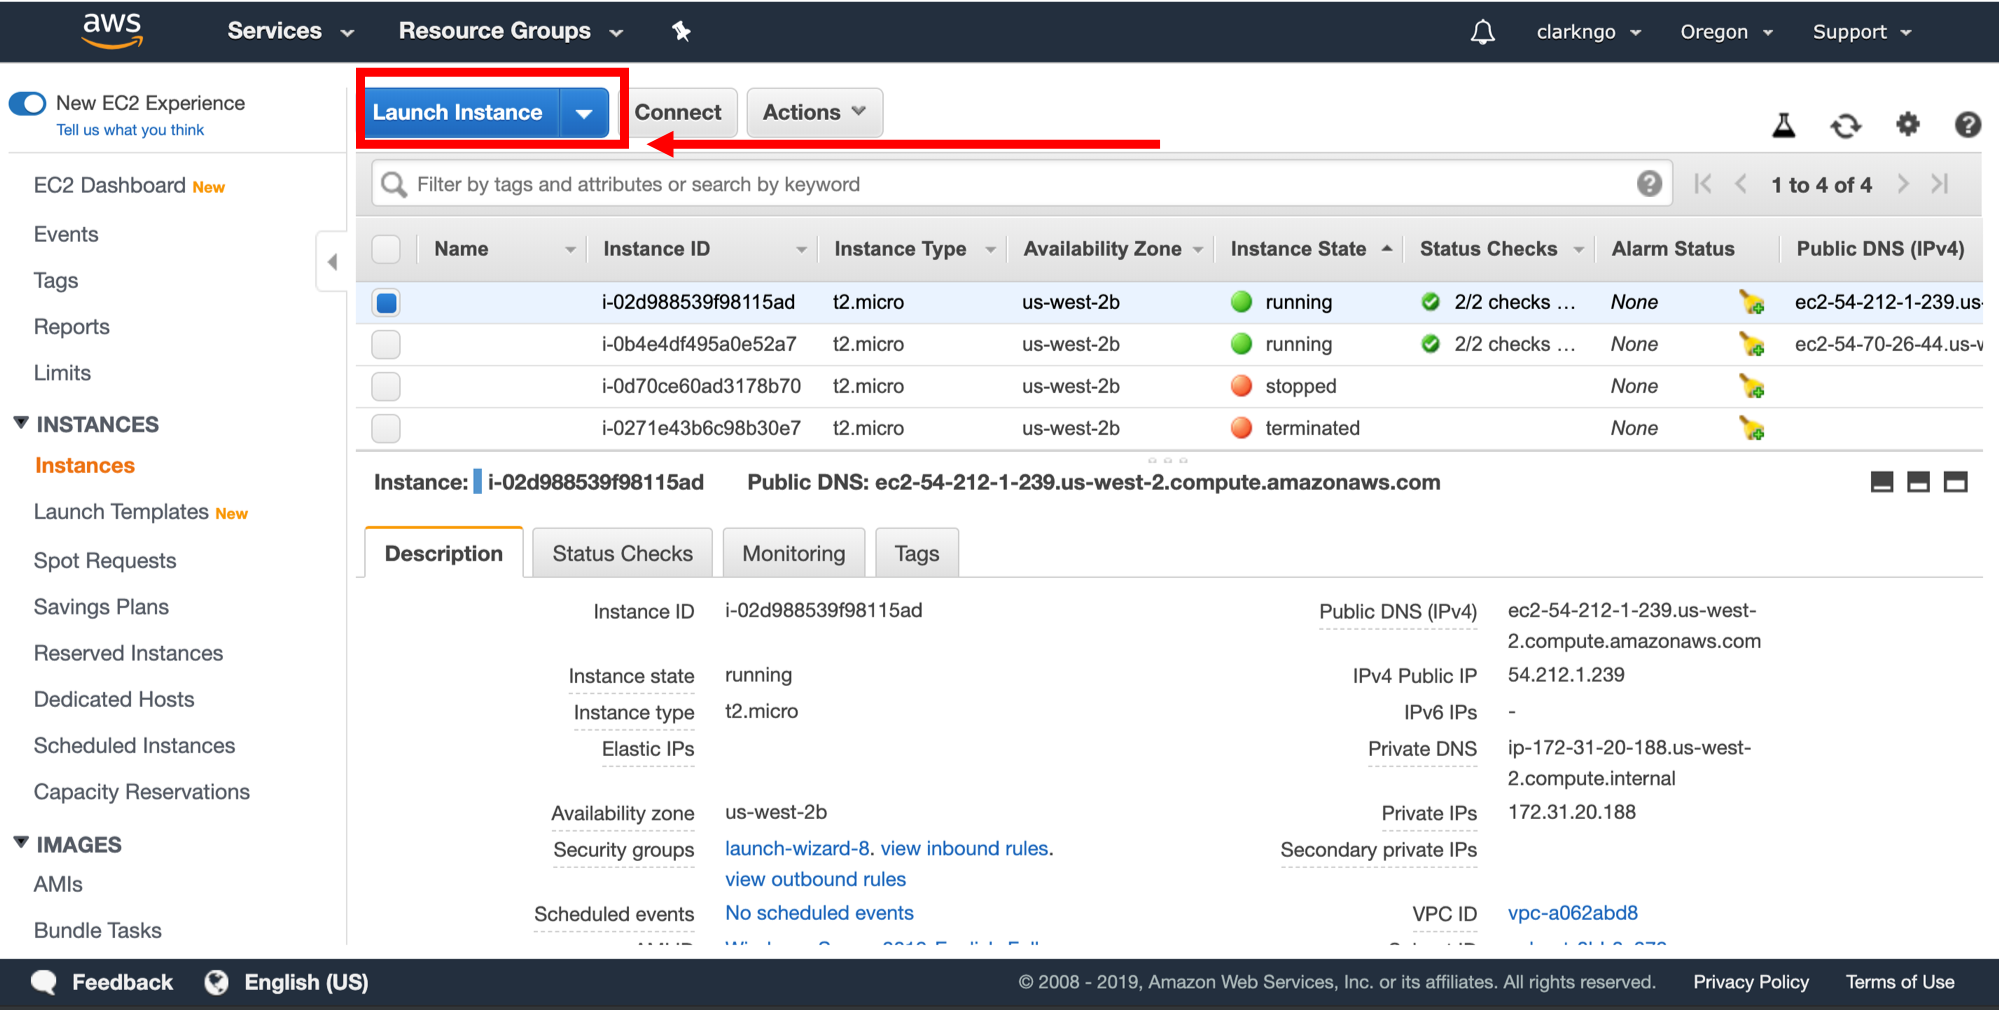 aws Services Resource Groups clarkngo Oregon Support
New EC2 Experience
Tell us what you think
EC2 Dashboard New
Events
Tags
Reports
Limits
INSTANCES
Instances
Launch Templates New
Spot Requests
Savings Plans
Reserved Instances
Dedicated Hosts
Scheduled Instances
Capacity Reservations
IMAGES
AMIs
Bundle Tasks
Launch Instance Connect Actions
Filter by tags and attributes or search by keyword 1 to 4 of 4
Name Instance ID Instance Type Availability Zone Instance State Status Checks Alarm Status Public DNS (IPv4)
i-02d988539f98115ad t2.micro us-west-2b running 2/2 checks ... None ec2-54-212-1-239.us-
i-0b4e4df495a0e52a7 t2.micro us-west-2b running 2/2 checks ... None ec2-54-70-26-44.us-w
i-0d70ce60ad3178b70 t2.micro us-west-2b stopped None
i-0271e43b6c98b30e7 t2.micro us-west-2b terminated None
Instance: i-02d988539f98115ad Public DNS: ec2-54-212-1-239.us-west-2.compute.amazonaws.com
Description Status Checks Monitoring Tags
Instance ID i-02d988539f98115ad
Instance state running
Instance type t2.micro
Elastic IPs
Availability zone us-west-2b
Security groups launch-wizard-8. view inbound rules.
view outbound rules
Scheduled events No scheduled events
Public DNS (IPv4) ec2-54-212-1-239.us-west-
2.compute.amazonaws.com
IPv4 Public IP 54.212.1.239
IPv6 IPs -
Private DNS ip-172-31-20-188.us-west-
2.compute.internal
Private IPs 172.31.20.188
Secondary private IPs
VPC ID vpc-a062abd8
Feedback English (US) © 2008 - 2019, Amazon Web Services, Inc. or its affiliates. All rights reserved. Privacy Policy Terms of Use